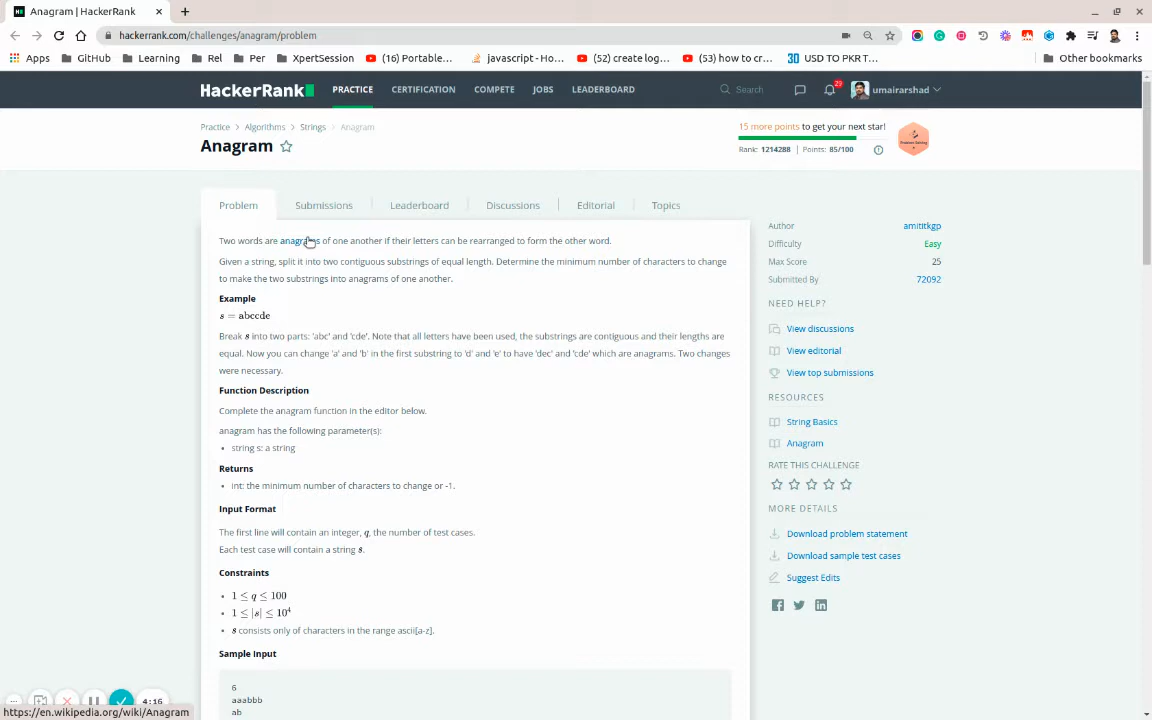 Anagram | HackerRank
hackerrank.com/challenges/anagram/problem
Apps GitHub Learning Rel Per XpertSession (16) Portable... javascript - Ho... (52) create log... (53) how to cr... USD TO PKR T... Other bookmarks
HackerRank PRACTICE CERTIFICATION COMPETE JOBS LEADERBOARD Search 29 umairarshad
Practice > Algorithms > Strings > Anagram
Anagram
15 more points to get your next star!
Rank: 1214288 | Points: 85/100
Problem Solving
Problem Submissions Leaderboard Discussions Editorial Topics
Two words are anagrams of one another if their letters can be rearranged to form the other word.
Given a string, split it into two contiguous substrings of equal length. Determine the minimum number of characters to change
to make the two substrings into anagrams of one another.
Example
s = abccde
Break s into two parts: 'abc' and 'cde'. Note that all letters have been used, the substrings are contiguous and their lengths are
equal. Now you can change 'a' and 'b' in the first substring to 'd' and 'e' to have 'dec' and 'cde' which are anagrams. Two changes
were necessary.
Function Description
Complete the anagram function in the editor below.
anagram has the following parameter(s):
• string s: a string
Returns
• int: the minimum number of characters to change or -1.
Input Format
The first line will contain an integer, q, the number of test cases.
Each test case will contain a string s.
Constraints
• 1 ≤ q ≤ 100
• 1 ≤ |s| ≤ 10⁴
• s consists only of characters in the range ascii[a-z].
Sample Input
6
aaabbb
ab
Author amititkgp
Difficulty Easy
Max Score 25
Submitted By 72092
NEED HELP?
View discussions
View editorial
View top submissions
RESOURCES
String Basics
Anagram
RATE THIS CHALLENGE
MORE DETAILS
Download problem statement
Download sample test cases
Suggest Edits
4:16
https://en.wikipedia.org/wiki/Anagram